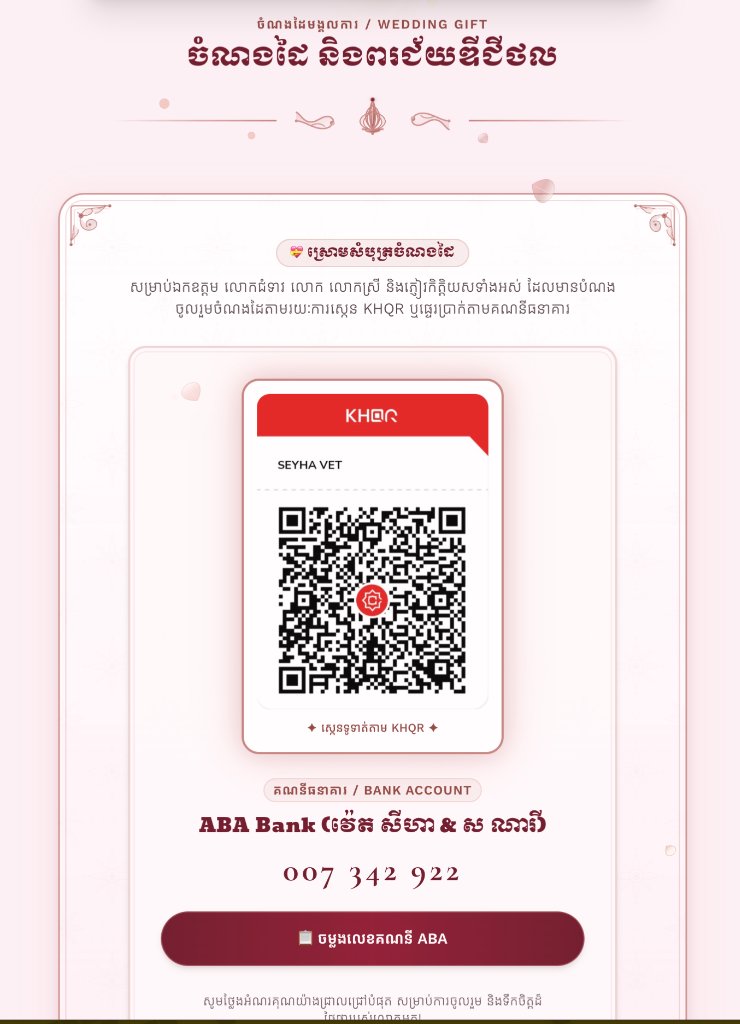 ចំណងដៃមង្គលការ / WEDDING GIFT
ចំណងដៃ និងពរជ័យឌីជីថល
💝 ស្រោមសំបុត្រចំណងដៃ
សម្រាប់ឯកឧត្តម លោកជំទាវ លោក លោកស្រី និងភ្ញៀវកិត្តិយសទាំងអស់ ដែលមានបំណង
ចូលរួមចំណងដៃតាមរយៈការស្កេន KHQR ឬផ្ទេរប្រាក់តាមគណនីធនាគារ
KHQR
SEYHA VET
✦ ស្កេនទូទាត់តាម KHQR ✦
គណនីធនាគារ / BANK ACCOUNT
ABA Bank (វ៉េត សីហា & ស ណារី)
007 342 922
📋 ចម្លងលេខគណនី ABA
សូមថ្លែងអំណរគុណយ៉ាងជ្រាលជ្រៅបំផុត សម្រាប់ការចូលរួម និងទឹកចិត្តដ៏